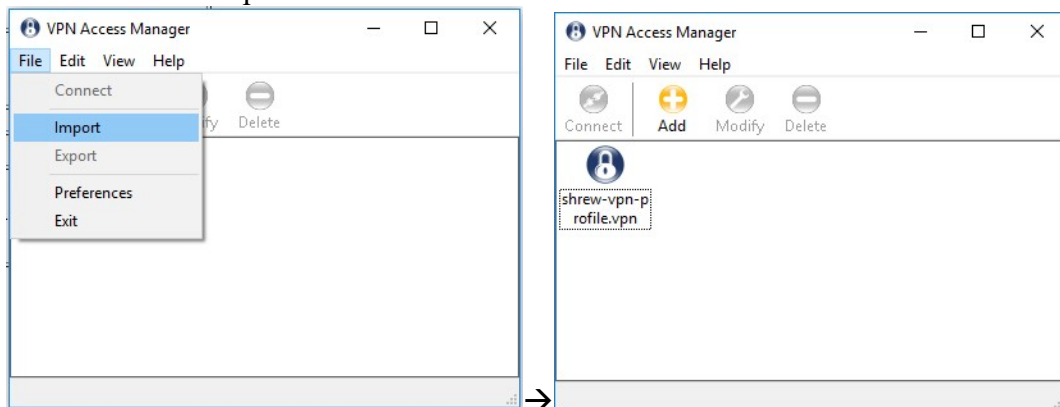 VPN Access Manager
File Edit View Help
Connect
Import
Export
Preferences
Exit
Delete
VPN Access Manager
File Edit View Help
Connect Add Modify Delete
shrew-vpn-p
rofile.vpn
→